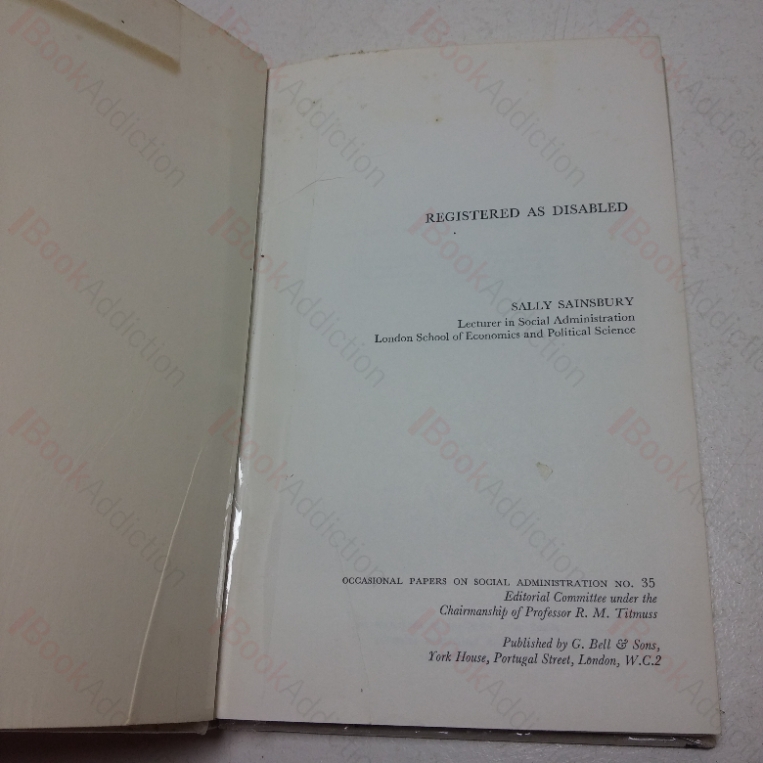 REGISTERED AS DISABLED
SALLY SAINSBURY
Lecturer in Social Administration
London School of Economics and Political Science
OCCASIONAL PAPERS ON SOCIAL ADMINISTRATION NO. 35
Editorial Committee under the
Chairmanship of Professor R. M. Titmuss
Published by G. Bell & Sons,
York House, Portugal Street, London, W.C.2
BookAddiction